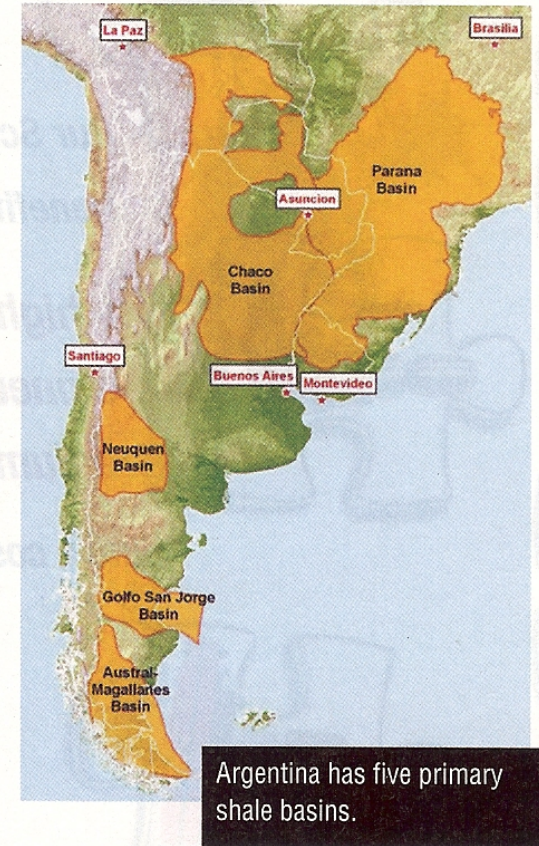 La Paz
Brasilia
Parana
Basin
Asuncion
Chaco
Basin
Santiago
Buenos Aires
Montevideo
Neuquen
Basin
Golfo San Jorge
Basin
Austral-
Magallanes
Basin
Argentina has five primary
shale basins.